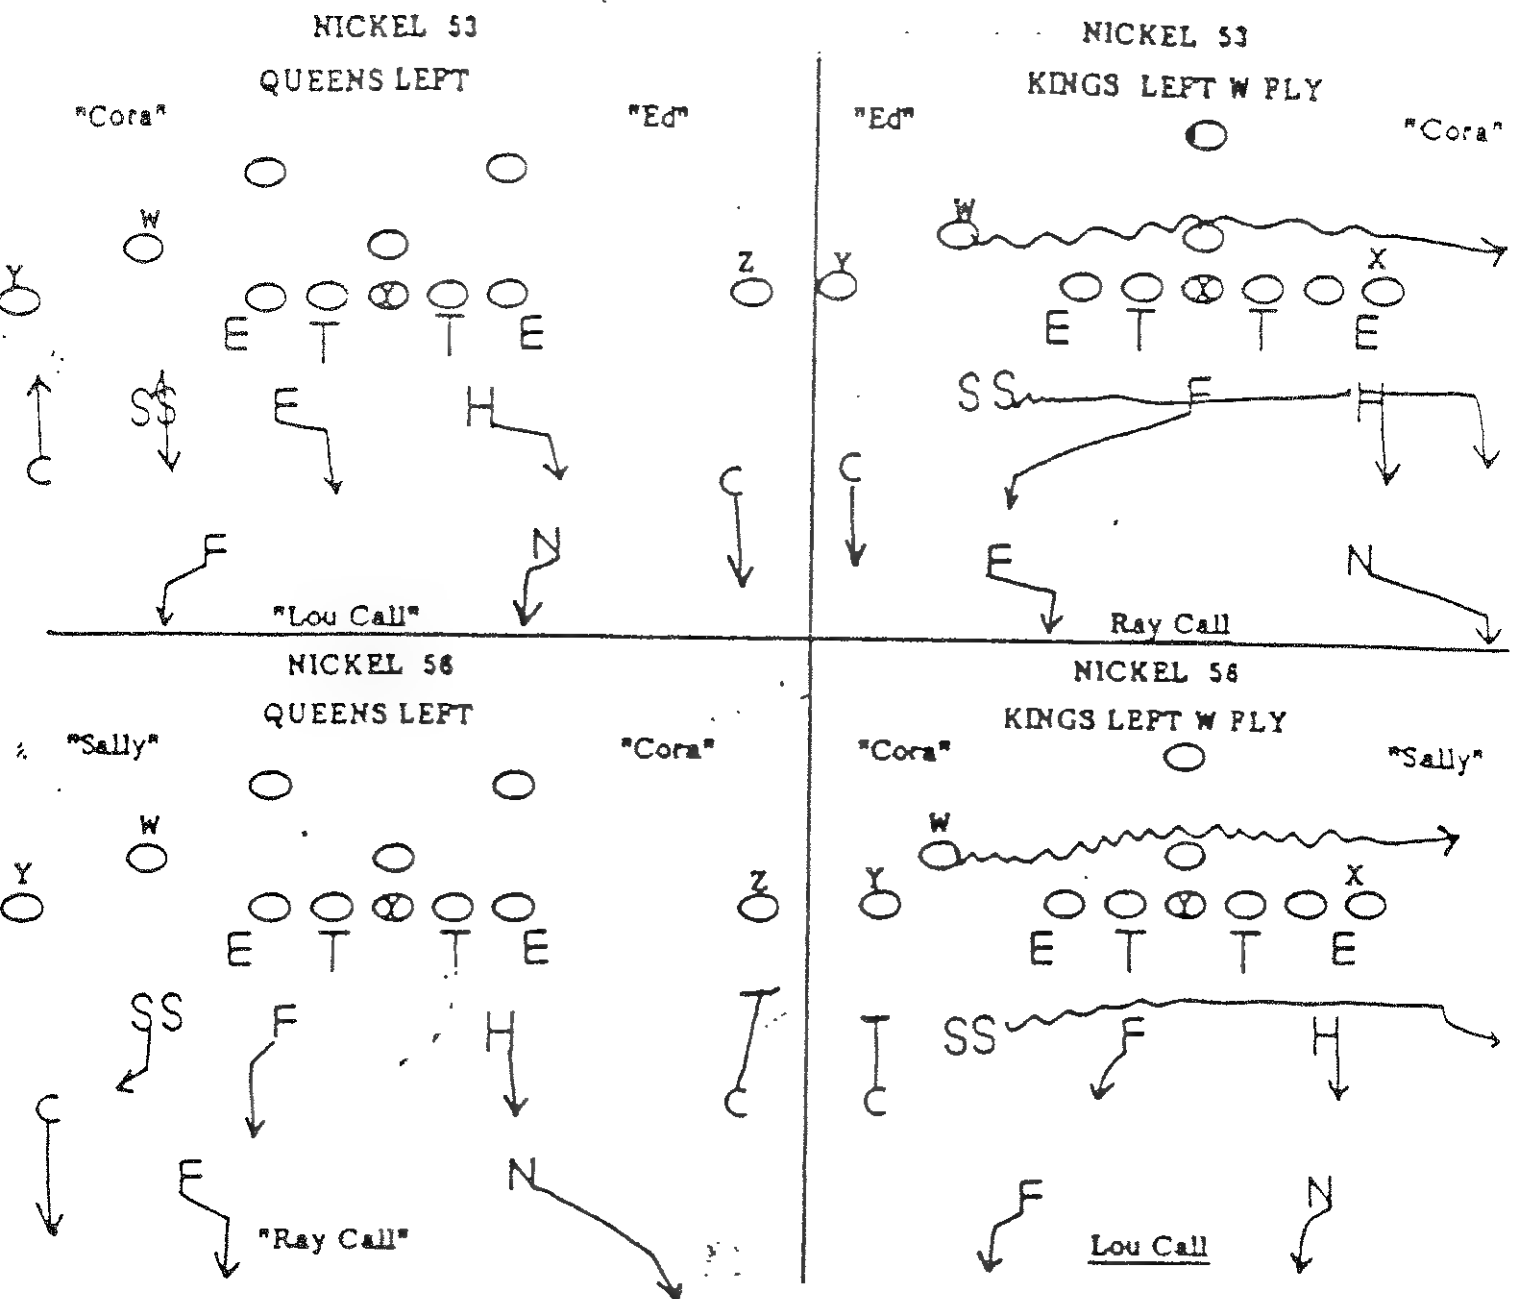 NICKEL 53
QUEENS LEFT
"Cora" "Ed"
W
Y Z
E T T E
SS F H
C C
F N
"Lou Call"
NICKEL 53
KINGS LEFT W FLY
"Ed" "Cora"
W
Y X
E T T E
SS F H
C
F N
Ray Call
NICKEL 56
QUEENS LEFT
"Sally" "Cora"
W
Y Z
E T T E
SS F H
C C
F N
"Ray Call"
NICKEL 56
KINGS LEFT W FLY
"Cora" "Sally"
W
Y X
E T T E
SS F H
C
F N
Lou Call